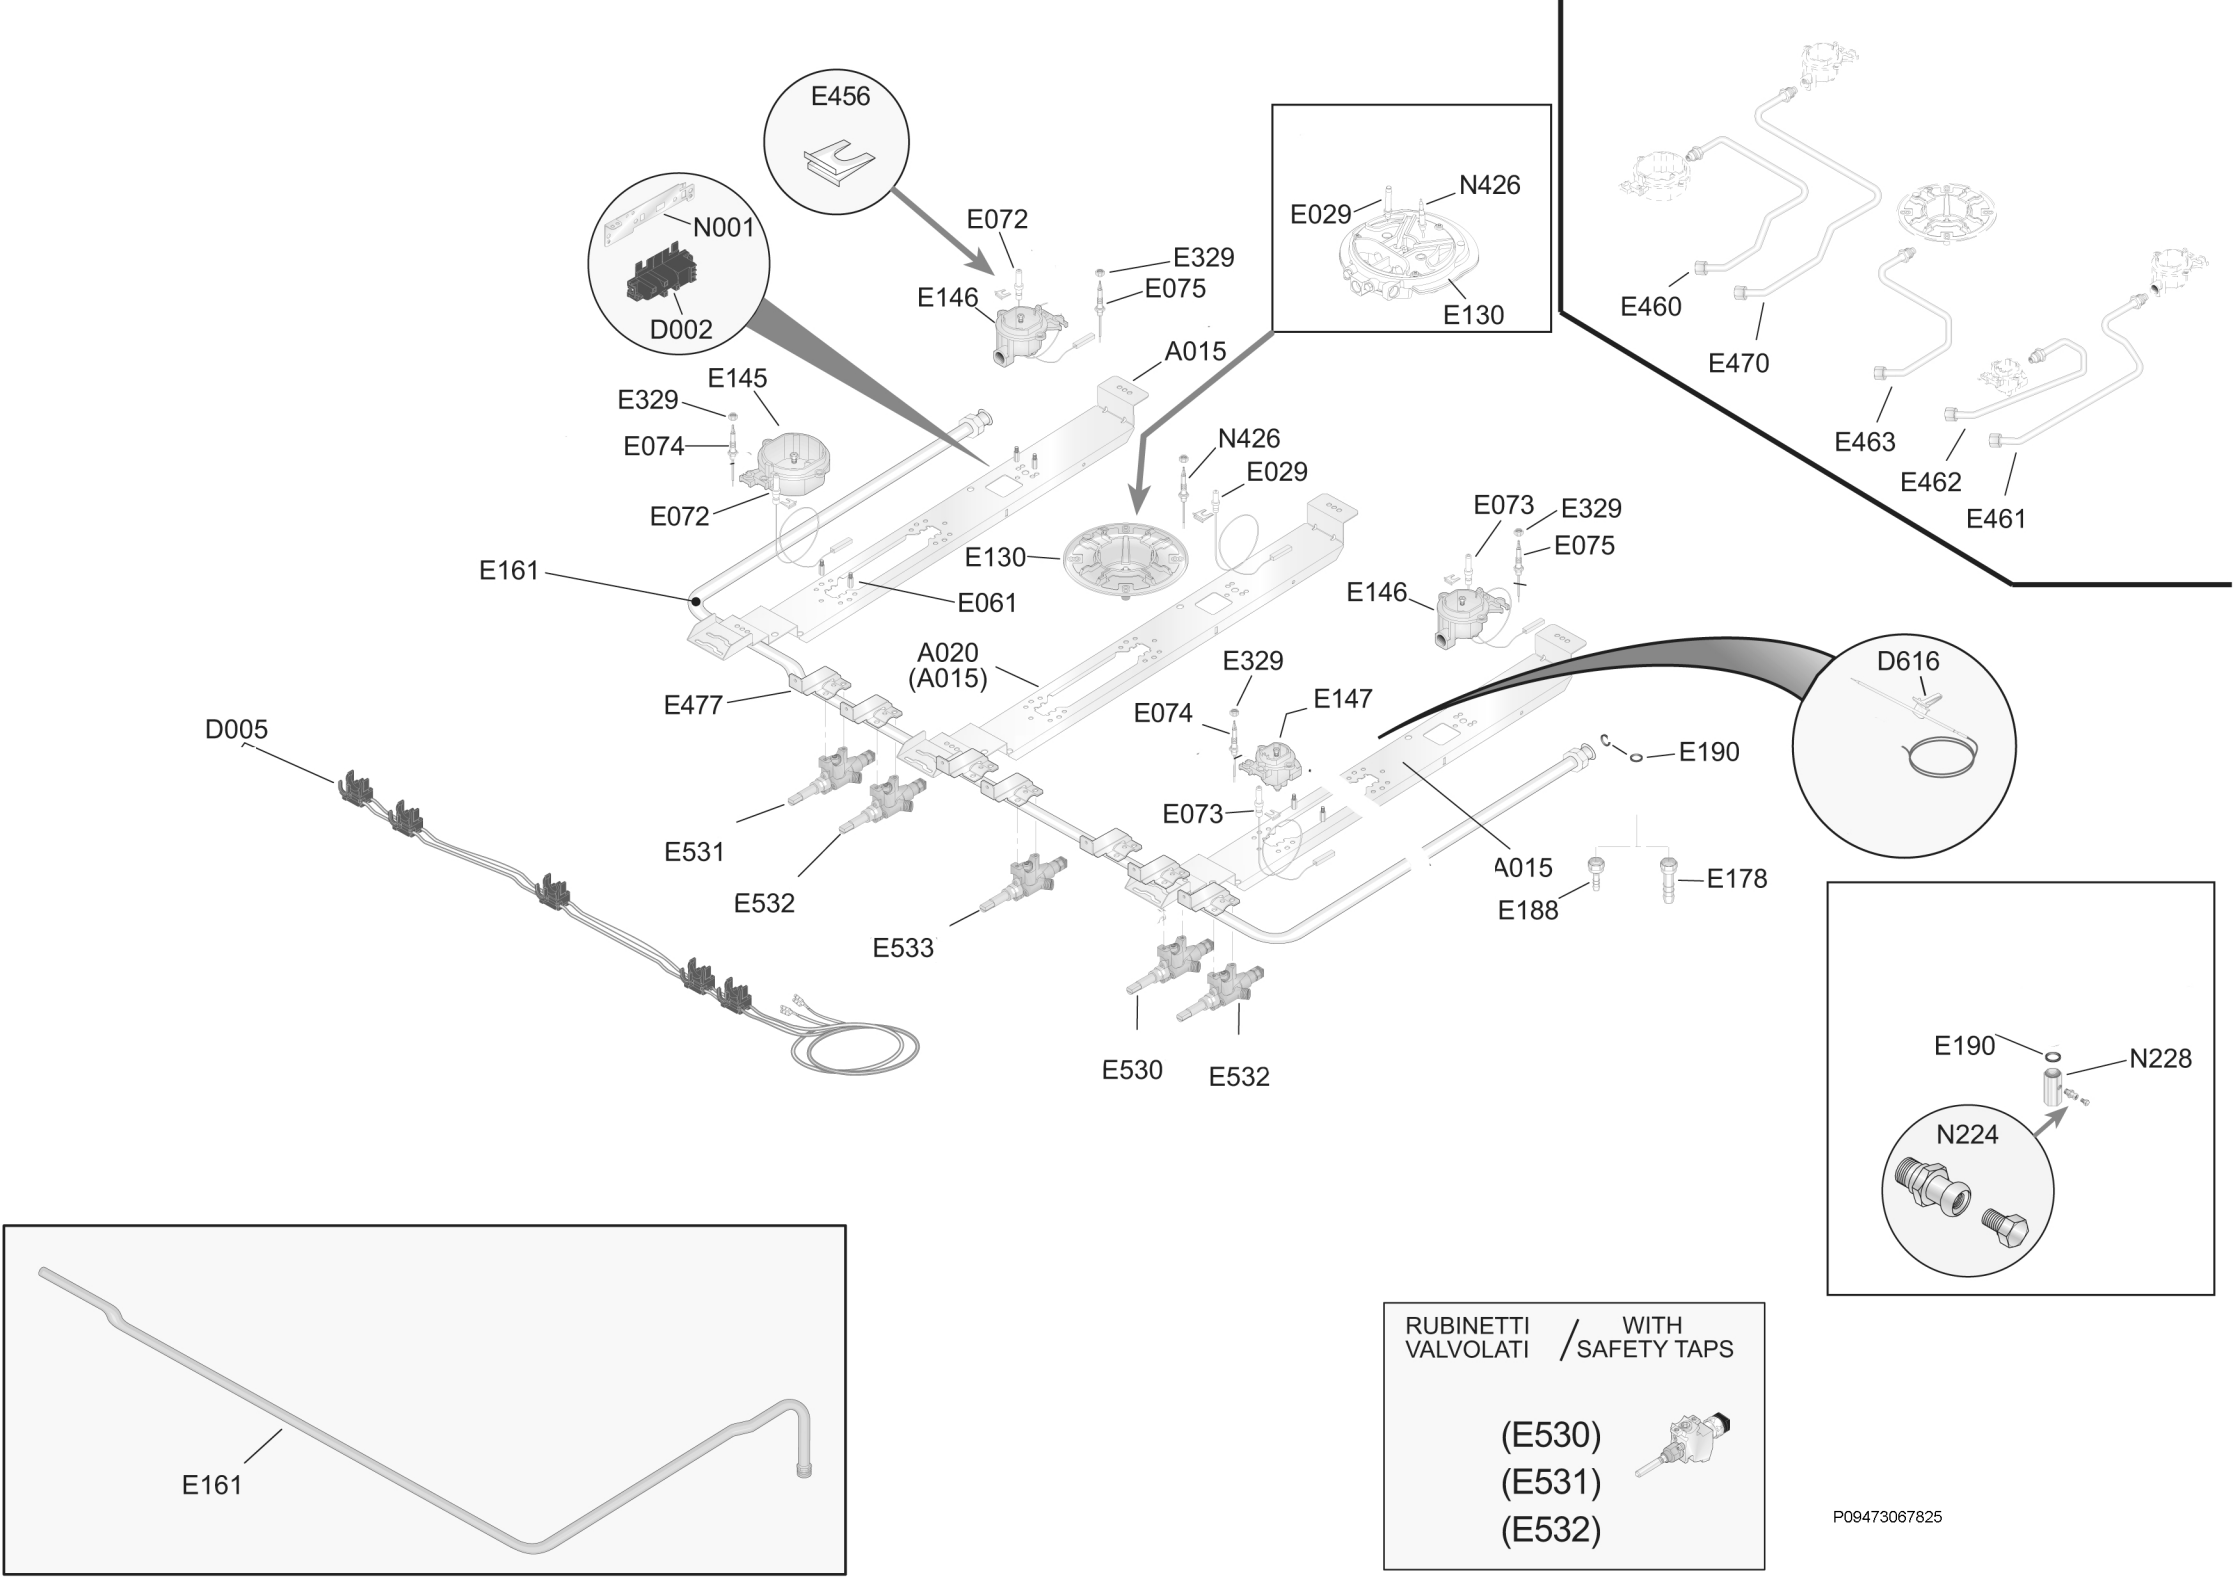 E456
N001
D002
E072
E146
E329
E075
A015
E029
N426
E130
E460
E470
E463
E462
E461
E145
E329
E074
E072
E161
E061
N426
E029
E130
A020
(A015)
E477
E073
E329
E075
E146
E329
E074
E147
E073
D616
E190
A015
E188
E178
D005
E531
E532
E533
E530
E532
E190
N228
N224
E161
RUBINETTI
VALVOLATI
/
WITH
SAFETY TAPS
(E530)
(E531)
(E532)
P09473067825